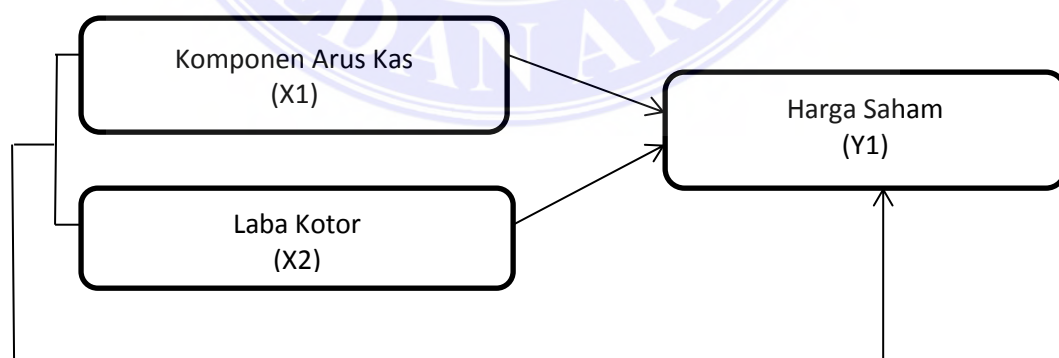 Komponen Arus Kas
(X1)
Harga Saham
(Y1)
Laba Kotor
(X2)